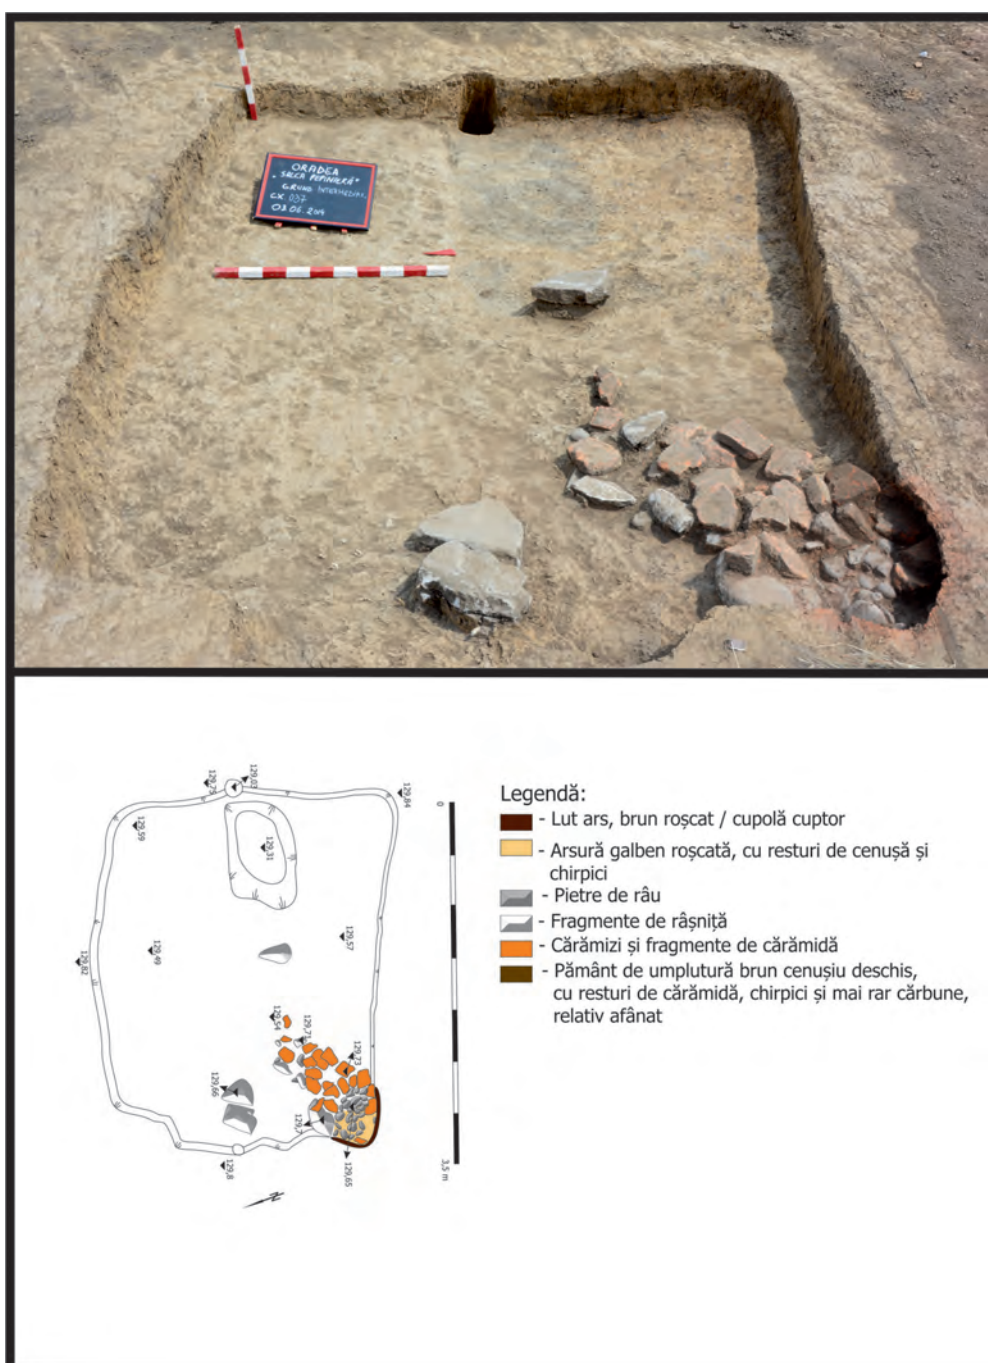 ORADEA
"SALCA PEPINIERĂ"
CX. 037
129,03
129,75
129,84
0
129,59
129,31
129,57
129,49
129,82
129,54
129,71
129,73
129,66
129,7
129,65
129,8
3,5 m
N
Legendă:
- Lut ars, brun roșcat / cupolă cuptor
- Arsură galben roșcată, cu resturi de cenușă și
chirpici
- Pietre de râu
- Fragmente de râșniță
- Cărămizi și fragmente de cărămidă
- Pământ de umplutură brun cenușiu deschis,
cu resturi de cărămidă, chirpici și mai rar cărbune,
relativ afânat